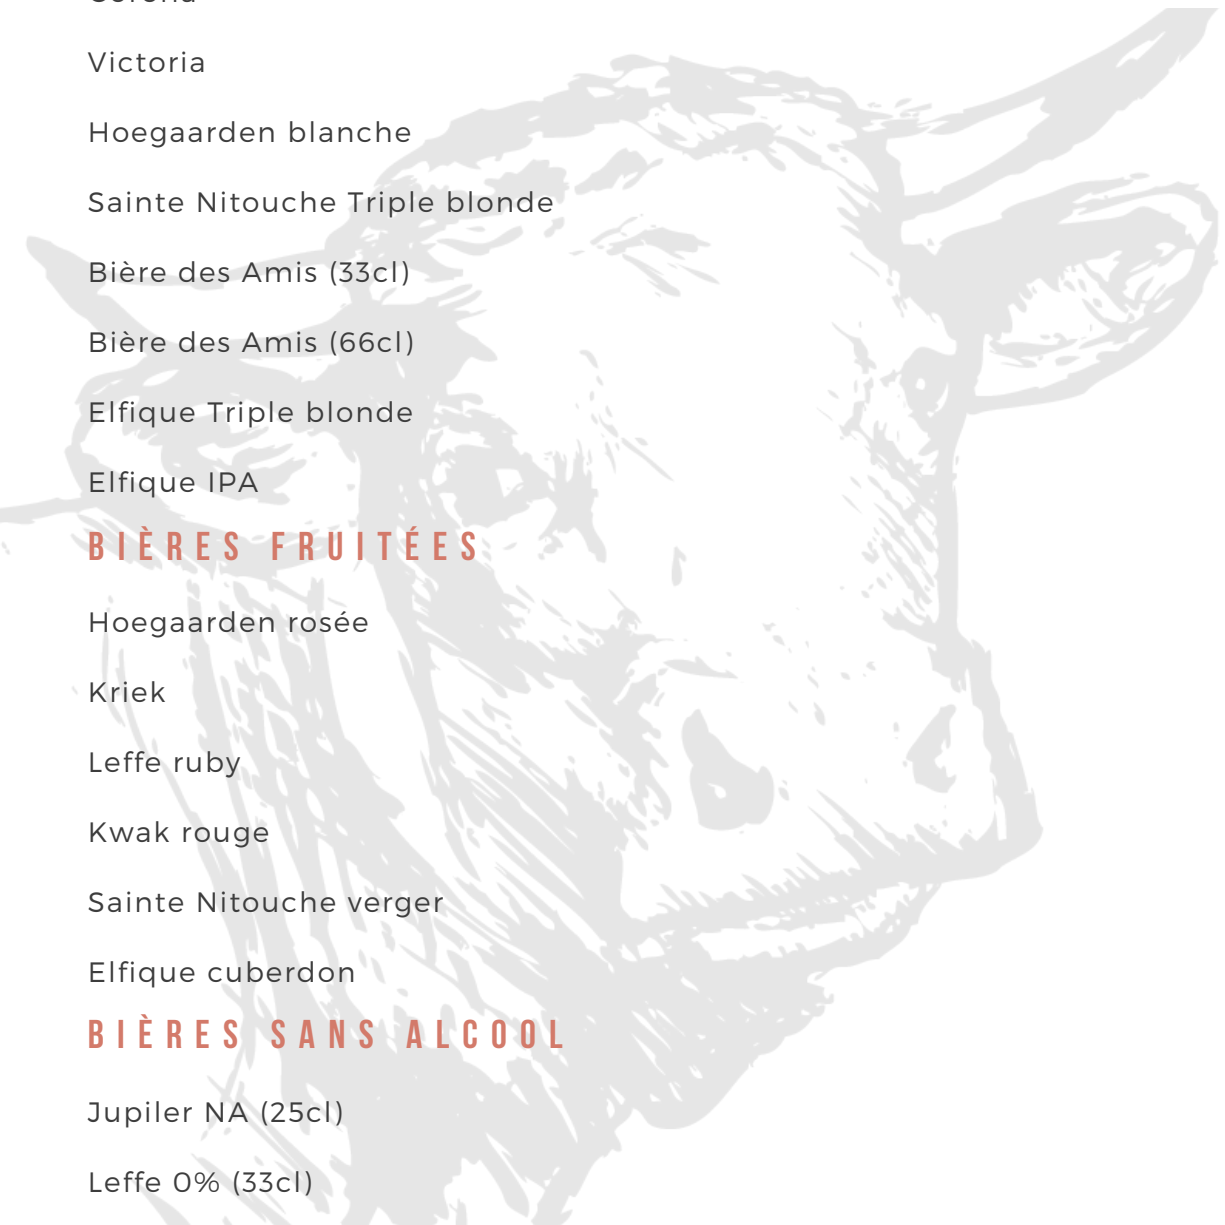 Victoria
Hoegaarden blanche
Sainte Nitouche Triple blonde
Bière des Amis (33cl)
Bière des Amis (66cl)
Elfique Triple blonde
Elfique IPA
BIÈRES FRUITÉES
Hoegaarden rosée
Kriek
Leffe ruby
Kwak rouge
Sainte Nitouche verger
Elfique cuberdon
BIÈRES SANS ALCOOL
Jupiler NA (25cl)
Leffe 0% (33cl)